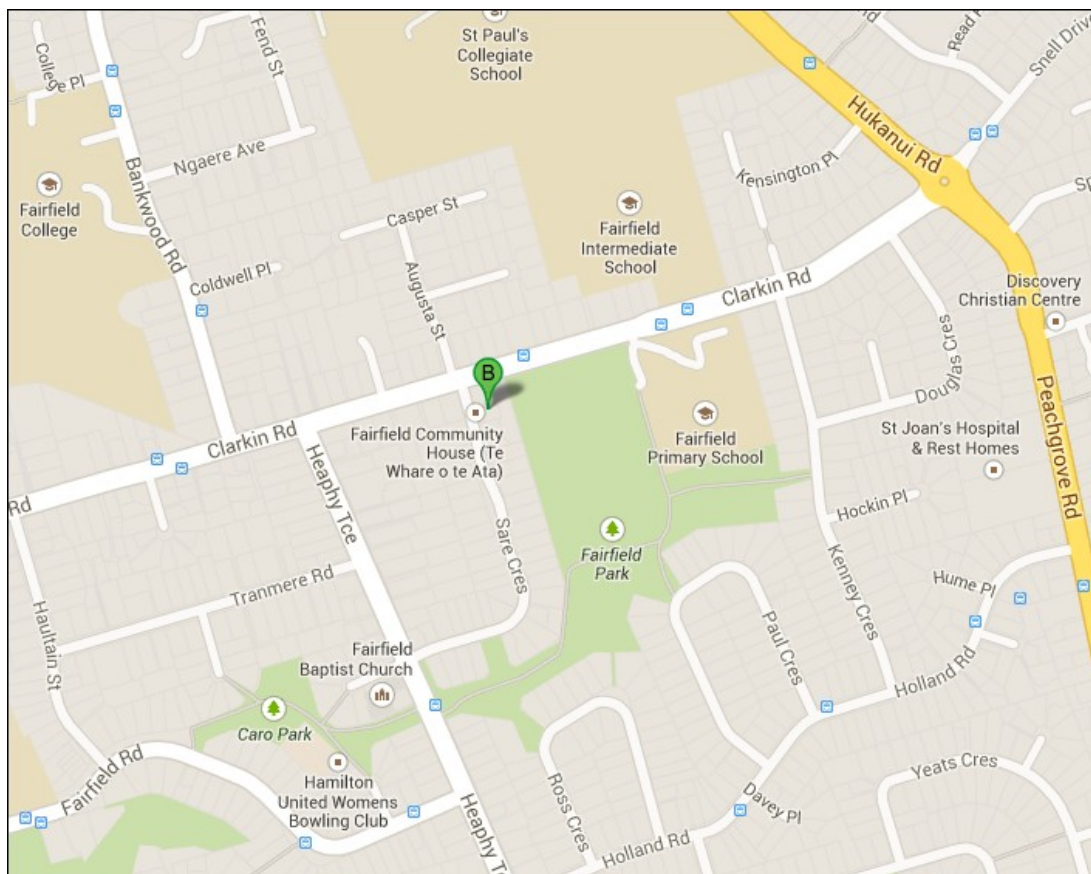 College Pl
Fend St
St Paul's
Collegiate
School
Read
Snell Drive
Hukanui Rd
Ngaere Ave
Bankwood Rd
Kensington Pl
Fairfield
College
Casper St
Fairfield
Intermediate
School
Sp
Coldwell Pl
Augusta St
Clarkin Rd
Discovery
Christian Centre
B
Douglas Cres
Peachgrove Rd
Clarkin Rd
Fairfield Community
House (Te
Whare o te Ata)
Fairfield
Primary School
St Joan's Hospital
& Rest Homes
Rd
Heaphy Tce
Hockin Pl
Sare Cres
Fairfield
Park
Tranmere Rd
Kenney Cres
Hume Pl
Haultain St
Paul Cres
Fairfield
Baptist Church
Holland Rd
Caro Park
Fairfield Rd
Hamilton
United Womens
Bowling Club
Heaphy Tc
Ross Cres
Davey Pl
Yeats Cres
Holland Rd